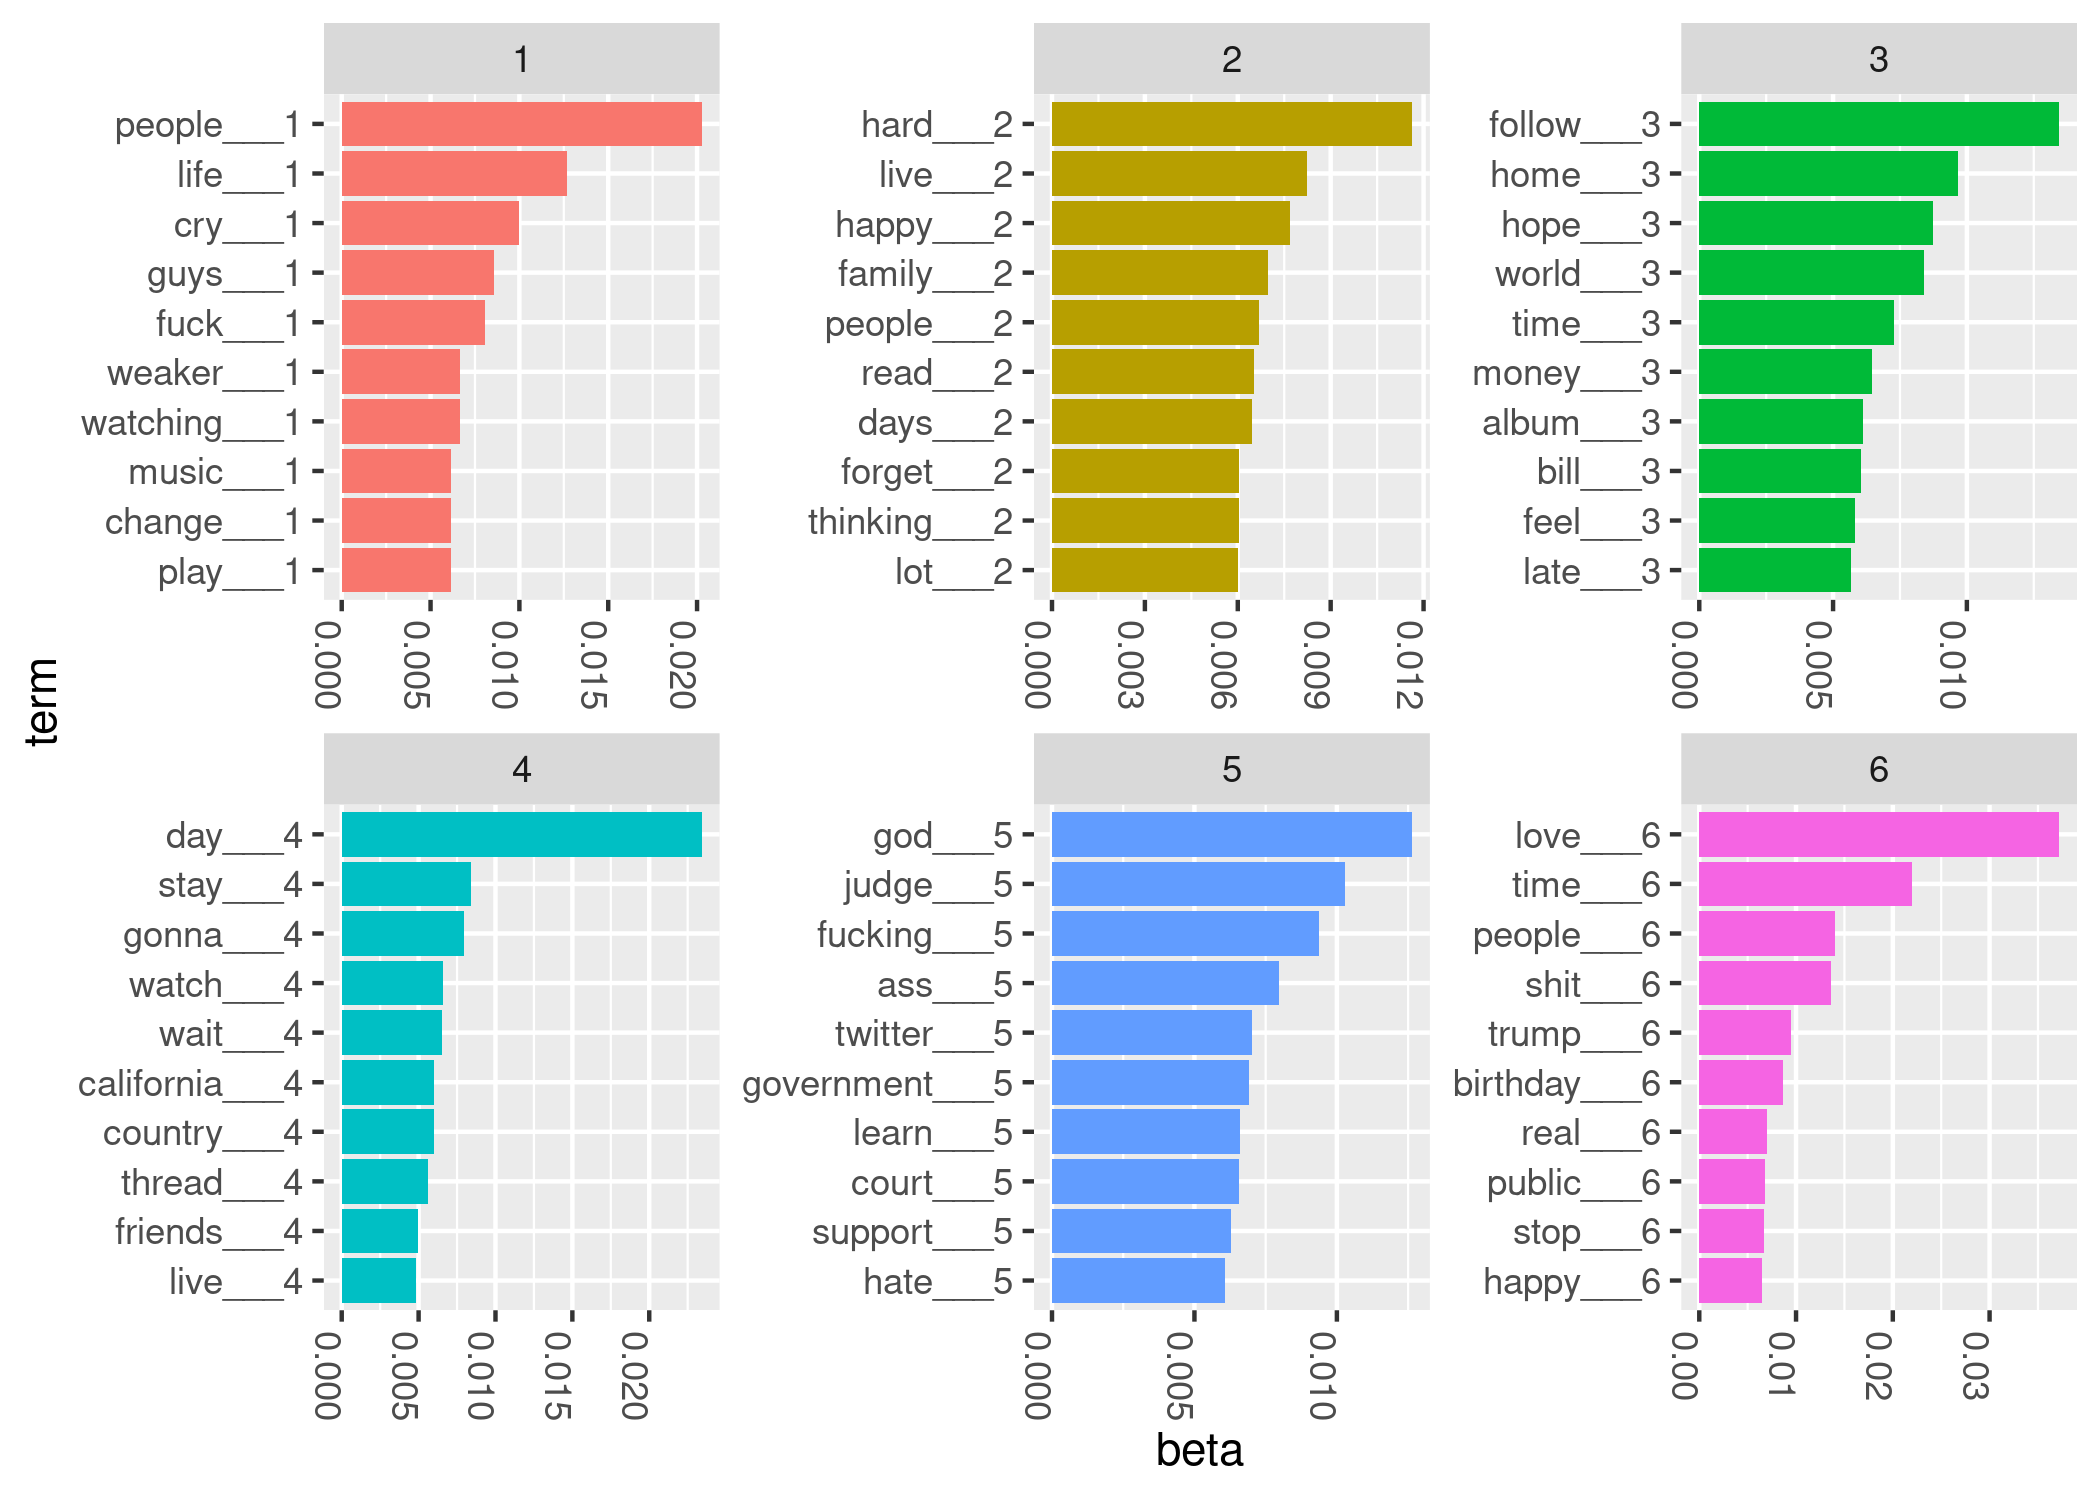 1
people___1
life___1
cry___1
guys___1
fuck___1
weaker___1
watching___1
music___1
change___1
play___1
0.000
0.005
0.010
0.015
0.020
2
hard___2
live___2
happy___2
family___2
people___2
read___2
days___2
forget___2
thinking___2
lot___2
0.000
0.003
0.006
0.009
0.012
3
follow___3
home___3
hope___3
world___3
time___3
money___3
album___3
bill___3
feel___3
late___3
0.000
0.005
0.010
term
4
day___4
stay___4
gonna___4
watch___4
wait___4
california___4
country___4
thread___4
friends___4
live___4
0.000
0.005
0.010
0.015
0.020
5
god___5
judge___5
fucking___5
ass___5
twitter___5
government___5
learn___5
court___5
support___5
hate___5
0.000
0.005
0.010
6
love___6
time___6
people___6
shit___6
trump___6
birthday___6
real___6
public___6
stop___6
happy___6
0.00
0.01
0.02
0.03
beta